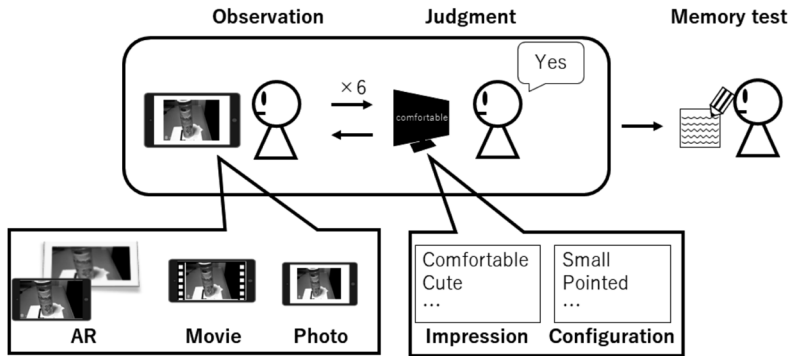 Observation
Judgment
Memory test
Yes
×6
comfortable
Comfortable
Cute
…
Small
Pointed
…
AR
Movie
Photo
Impression
Configuration